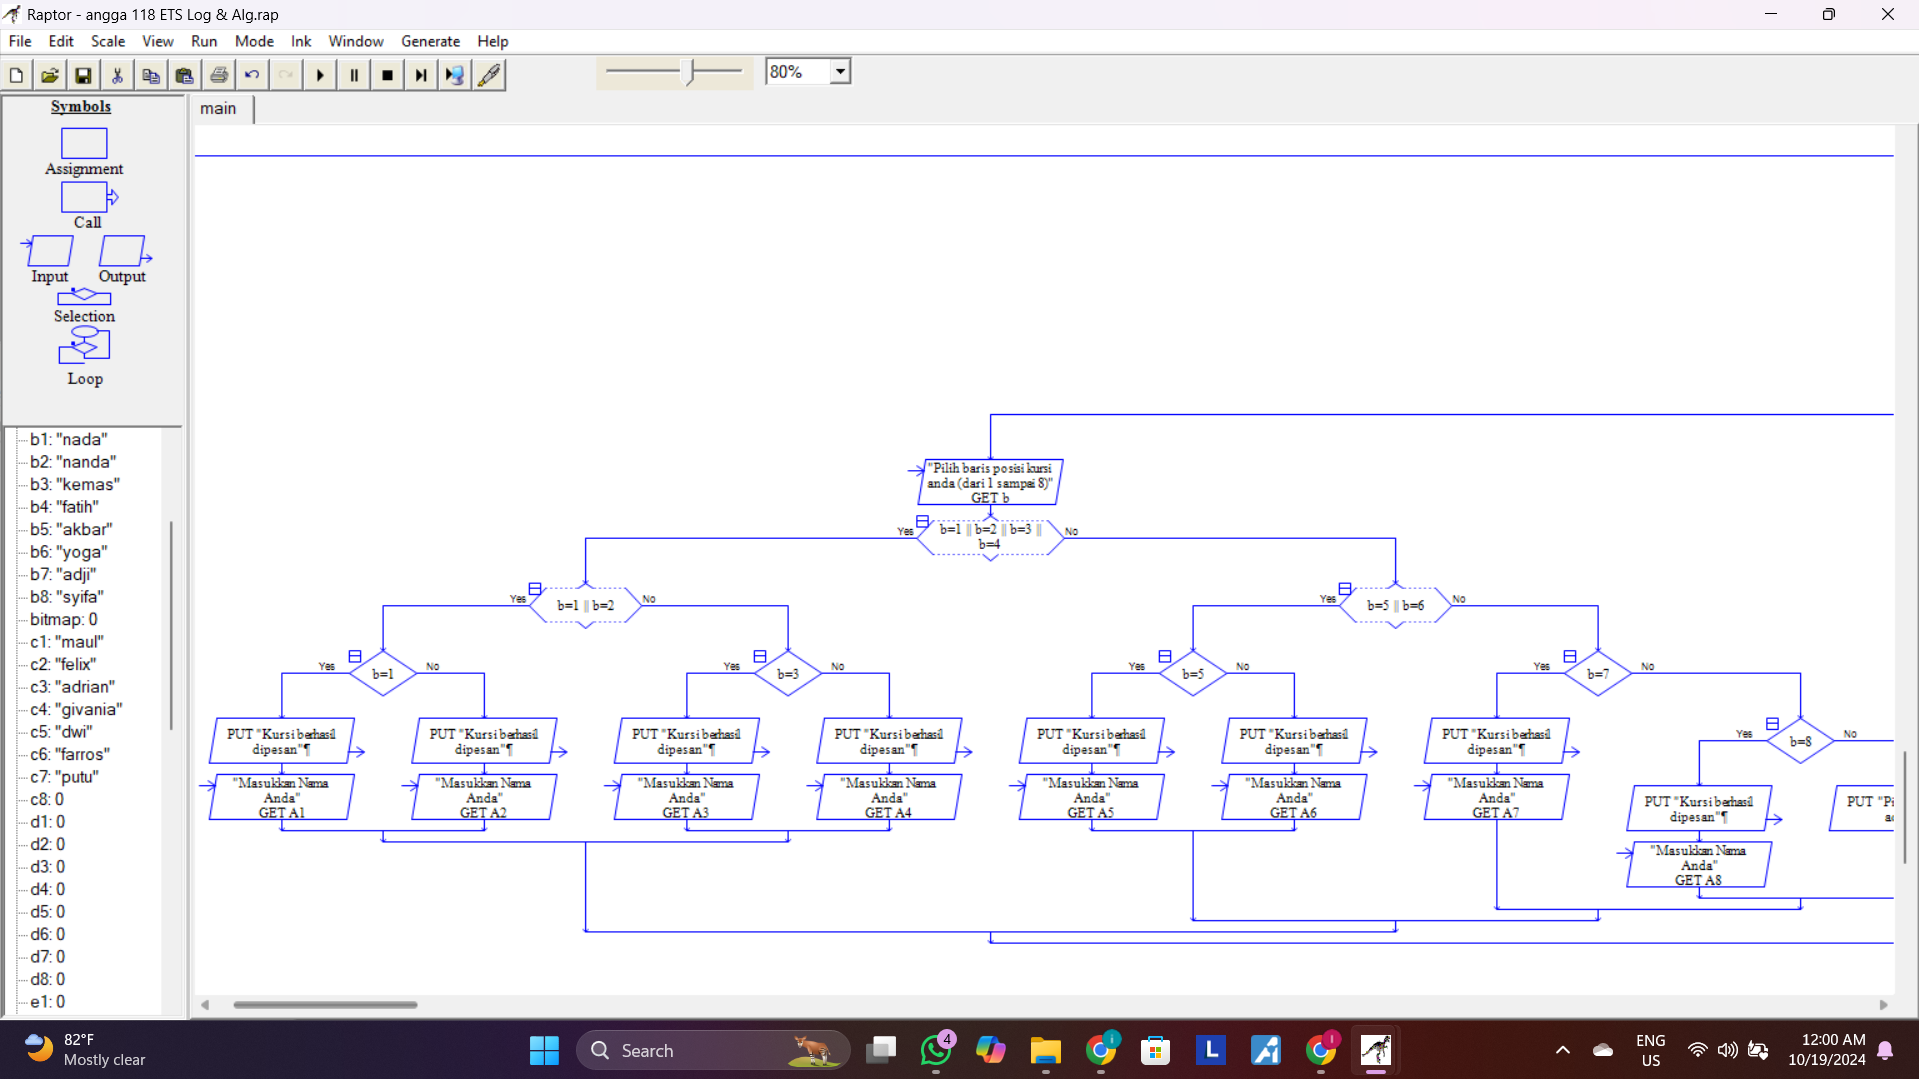 Raptor - angga 118 ETS Log & Alg.rap
File Edit Scale View Run Mode Ink Window Generate Help
80%
Symbols
main
Assignment
Call
Input Output
Selection
Loop
b1: "nada"
b2: "nanda"
b3: "kemas"
b4: "fatih"
b5: "akbar"
b6: "yoga"
b7: "adji"
b8: "syifa"
bitmap: 0
c1: "maul"
c2: "felix"
c3: "adrian"
c4: "givania"
c5: "dwi"
c6: "farros"
c7: "putu"
c8: 0
d1: 0
d2: 0
d3: 0
d4: 0
d5: 0
d6: 0
d7: 0
d8: 0
e1: 0
"Pilih baris posisi kursi
anda (dari 1 sampai 8)"
GET b
Yes
b=1 || b=2 || b=3 ||
b=4
No
Yes
b=1 || b=2
No
Yes
b=5 || b=6
No
Yes
b=1
No
Yes
b=3
No
Yes
b=5
No
Yes
b=7
No
Yes
b=8
No
PUT "Kursi berhasil
dipesan"¶
"Masukkan Nama
Anda"
GET A1
PUT "Kursi berhasil
dipesan"¶
"Masukkan Nama
Anda"
GET A2
PUT "Kursi berhasil
dipesan"¶
"Masukkan Nama
Anda"
GET A3
PUT "Kursi berhasil
dipesan"¶
"Masukkan Nama
Anda"
GET A4
PUT "Kursi berhasil
dipesan"¶
"Masukkan Nama
Anda"
GET A5
PUT "Kursi berhasil
dipesan"¶
"Masukkan Nama
Anda"
GET A6
PUT "Kursi berhasil
dipesan"¶
"Masukkan Nama
Anda"
GET A7
PUT "Kursi berhasil
dipesan"¶
"Masukkan Nama
Anda"
GET A8
PUT "Pi
82°F
Mostly clear
Search
4
L
ENG
US
12:00 AM
10/19/2024